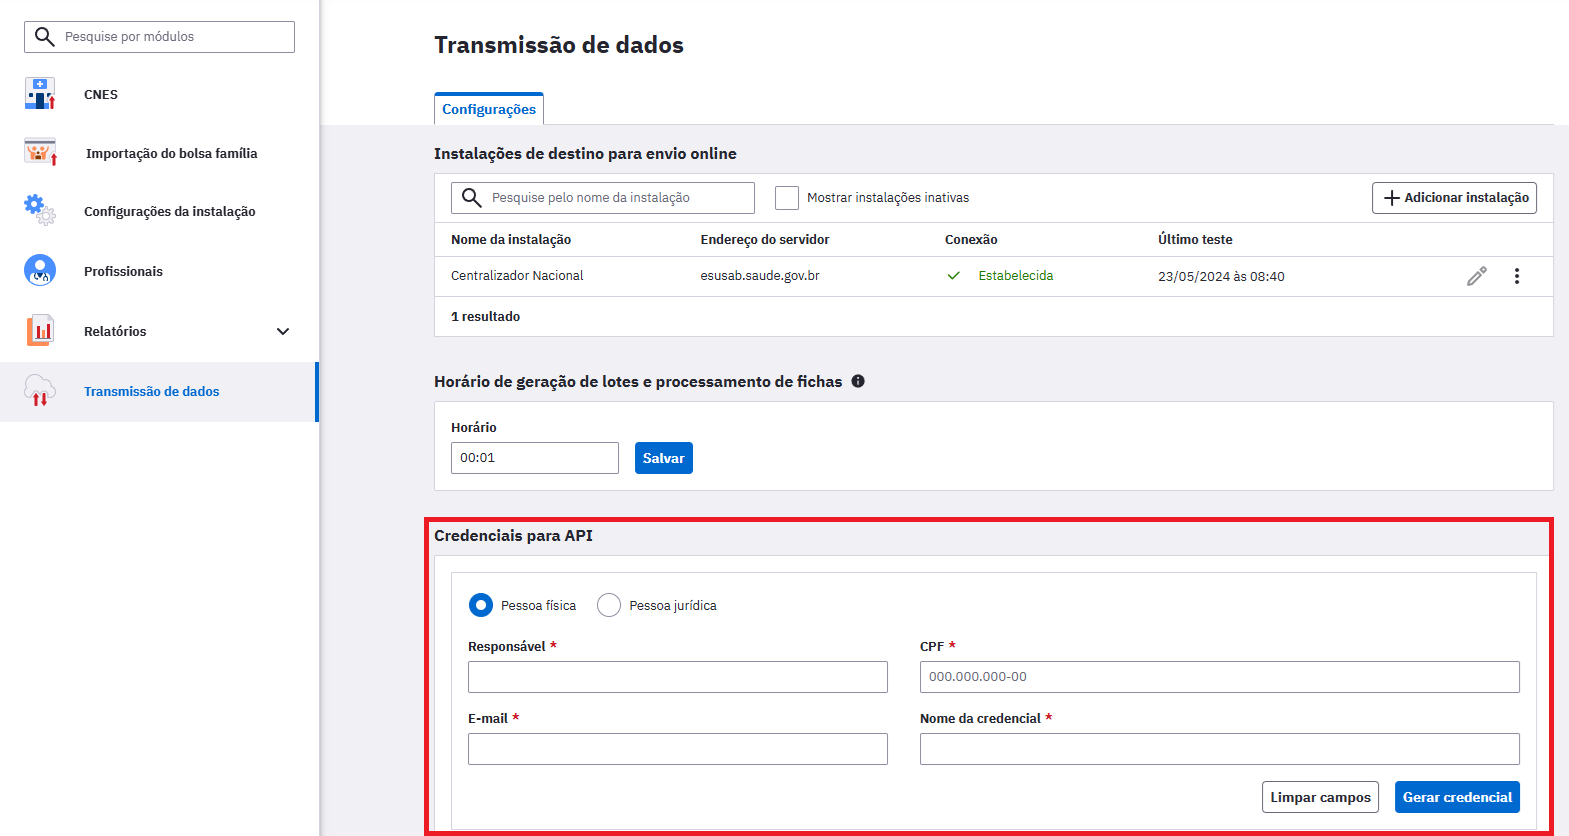 Pesquise por módulos
CNES
Importação do bolsa família
Configurações da instalação
Profissionais
Relatórios
Transmissão de dados
Transmissão de dados
Configurações
Instalações de destino para envio online
Pesquise pelo nome da instalação
Mostrar instalações inativas
Adicionar instalação
Nome da instalação Endereço do servidor Conexão Último teste
Centralizador Nacional esusab.saude.gov.br Estabelecida 23/05/2024 às 08:40
1 resultado
Horário de geração de lotes e processamento de fichas
Horário
00:01 Salvar
Credenciais para API
Pessoa física Pessoa jurídica
Responsável * CPF *
000.000.000-00
E-mail * Nome da credencial *
Limpar campos Gerar credencial